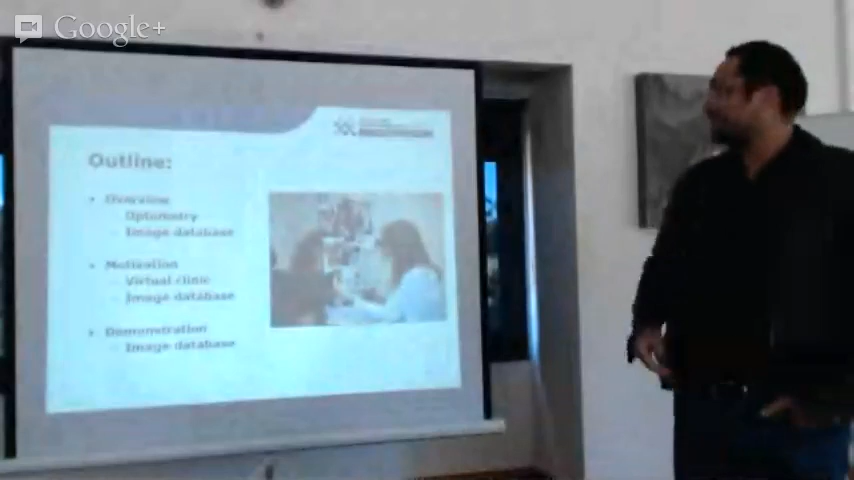 Google+
Outline:
• Overview
– Optometry
– Image database
• Motivation
– Virtual clinic
– Image database
• Demonstration
– Image database